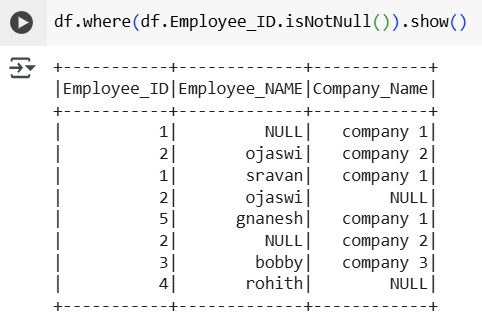 df.where(df.Employee_ID.isNotNull()).show()
+-----------+-------------+------------+
|Employee_ID|Employee_NAME|Company_Name|
+-----------+-------------+------------+
|          1|         NULL|   company 1|
|          2|       ojaswi|   company 2|
|          1|       sravan|   company 1|
|          2|       ojaswi|        NULL|
|          5|      gnanesh|   company 1|
|          2|         NULL|   company 2|
|          3|        bobby|   company 3|
|          4|       rohith|        NULL|
+-----------+-------------+------------+